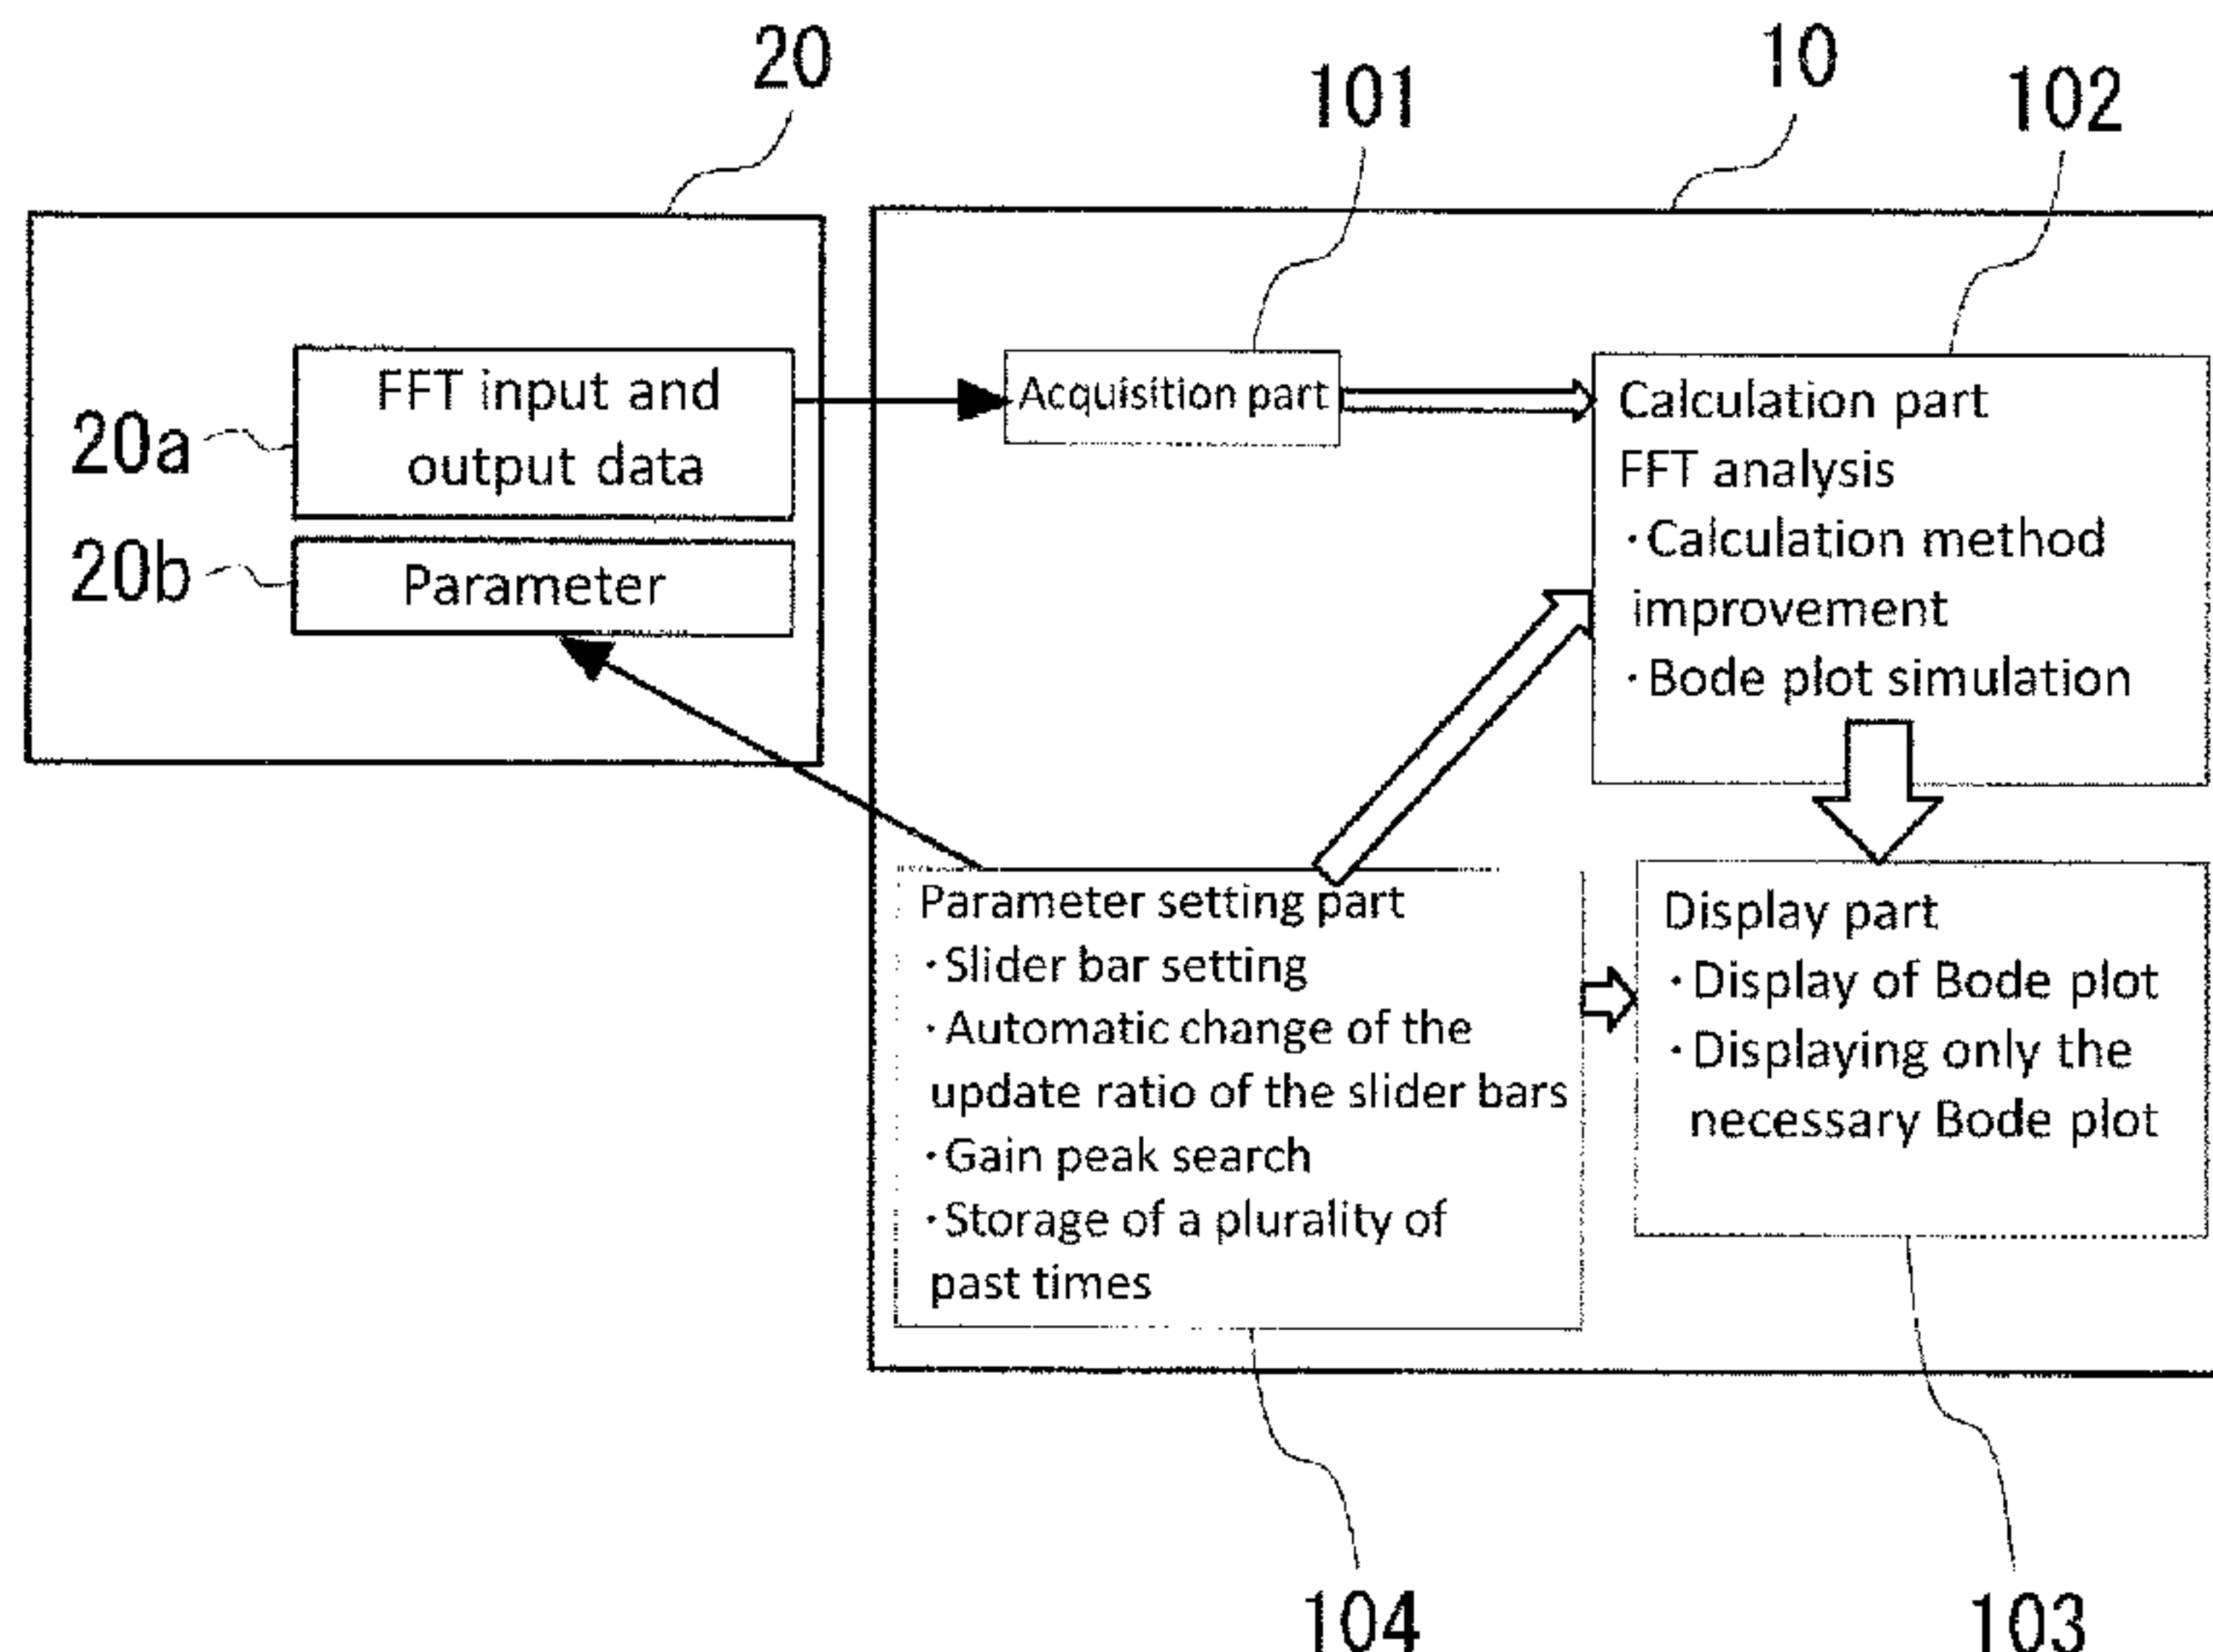 20
10
101
102
20a
FFT input and
output data
20b
Parameter
Acquisition part
Calculation part
FFT analysis
・Calculation method
improvement
・Bode plot simulation
Parameter setting part
・Slider bar setting
・Automatic change of the
update ratio of the slider bars
・Gain peak search
・Storage of a plurality of
past times
Display part
・Display of Bode plot
・Displaying only the
necessary Bode plot
104
103